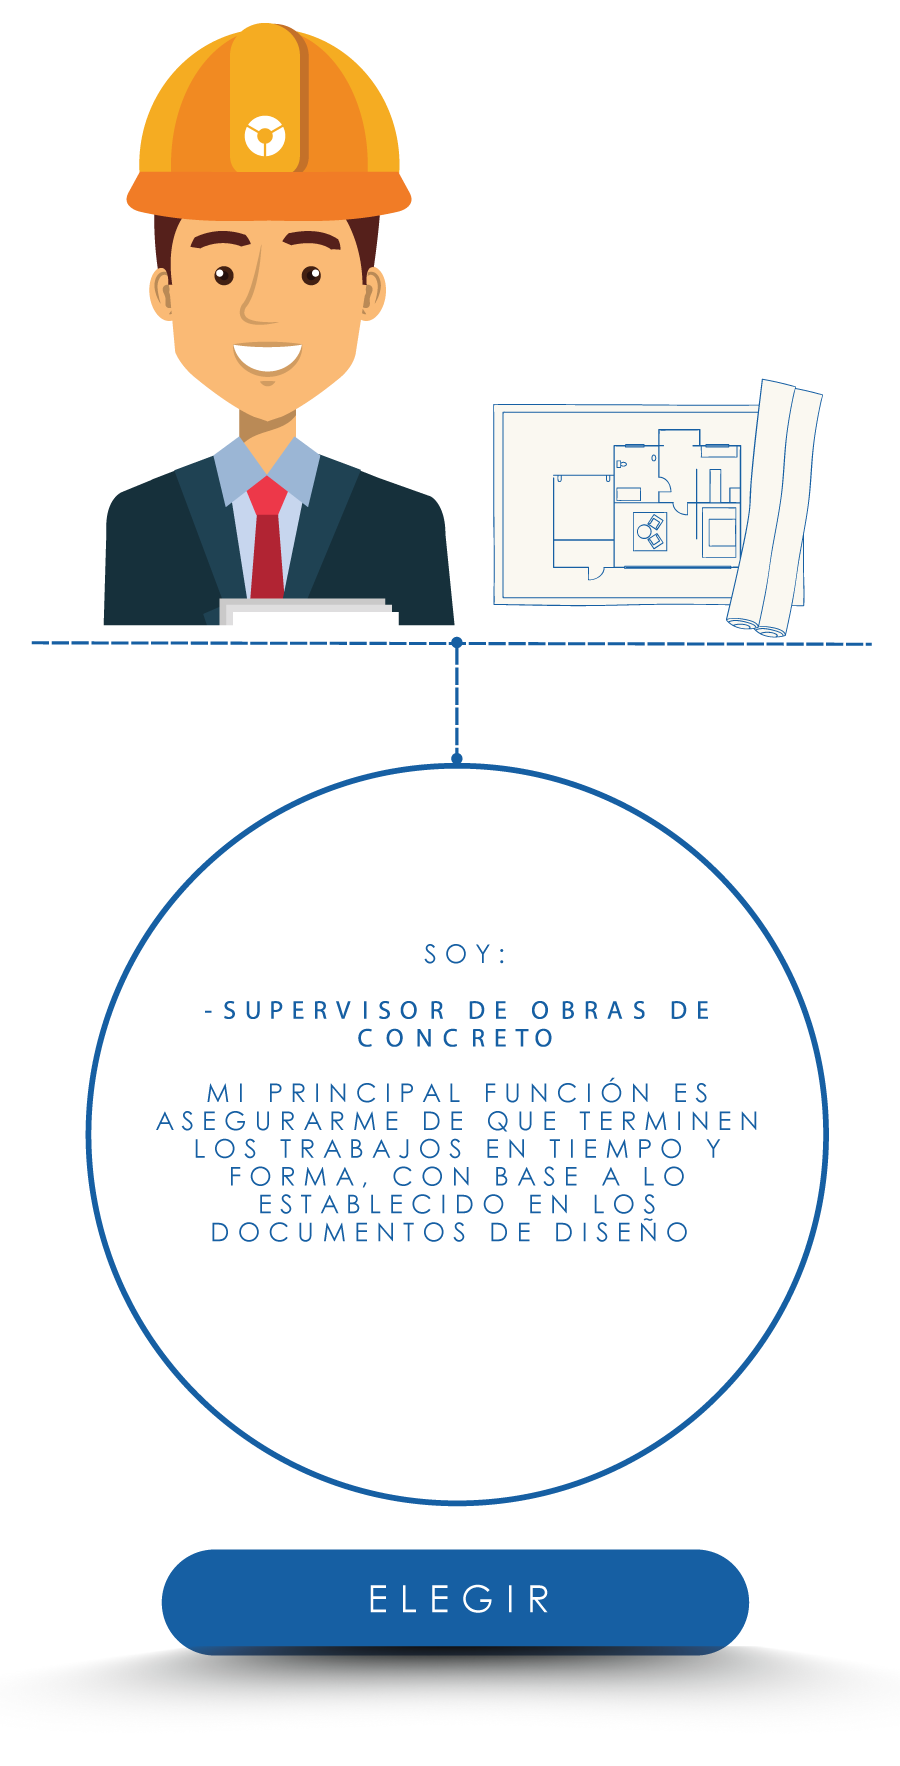 SOY:
-SUPERVISOR DE OBRAS DE
CONCRETO
MI PRINCIPAL FUNCIÓN ES
ASEGURARME DE QUE TERMINEN
LOS TRABAJOS EN TIEMPO Y
FORMA, CON BASE A LO
ESTABLECIDO EN LOS
DOCUMENTOS DE DISEÑO
ELEGIR